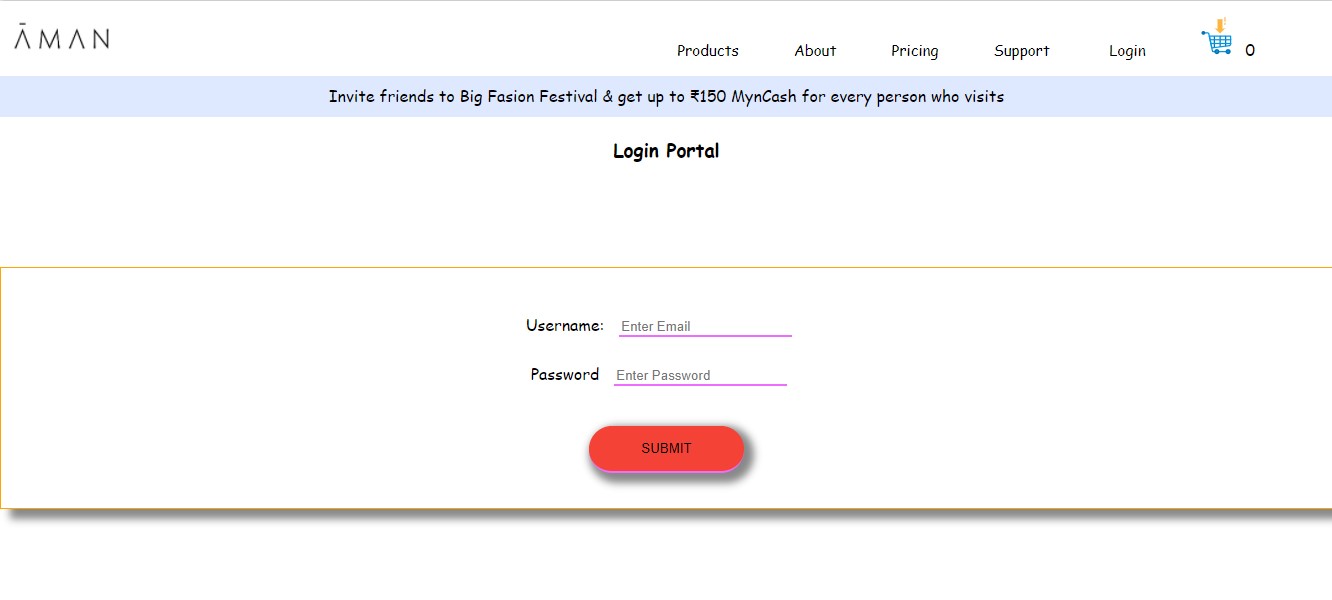 ĀMAN
Products About Pricing Support Login 0
Invite friends to Big Fasion Festival & get up to ₹150 MynCash for every person who visits
Login Portal
Username: Enter Email
Password Enter Password
SUBMIT